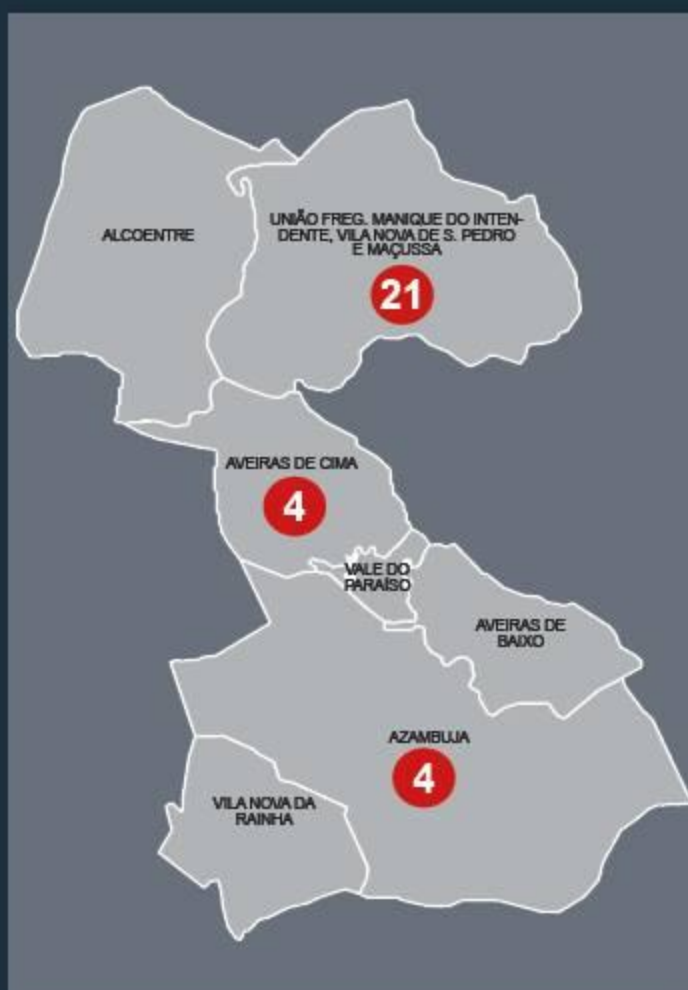 ALCOENTRE
UNIÃO FREG. MANIQUE DO INTEN-
DENTE, VILA NOVA DE S. PEDRO
E MAÇUSSA
21
AVEIRAS DE CIMA
4
VALE DO
PARAÍSO
AVEIRAS DE
BAIXO
AZAMBUJA
4
VILA NOVA DA
RAINHA